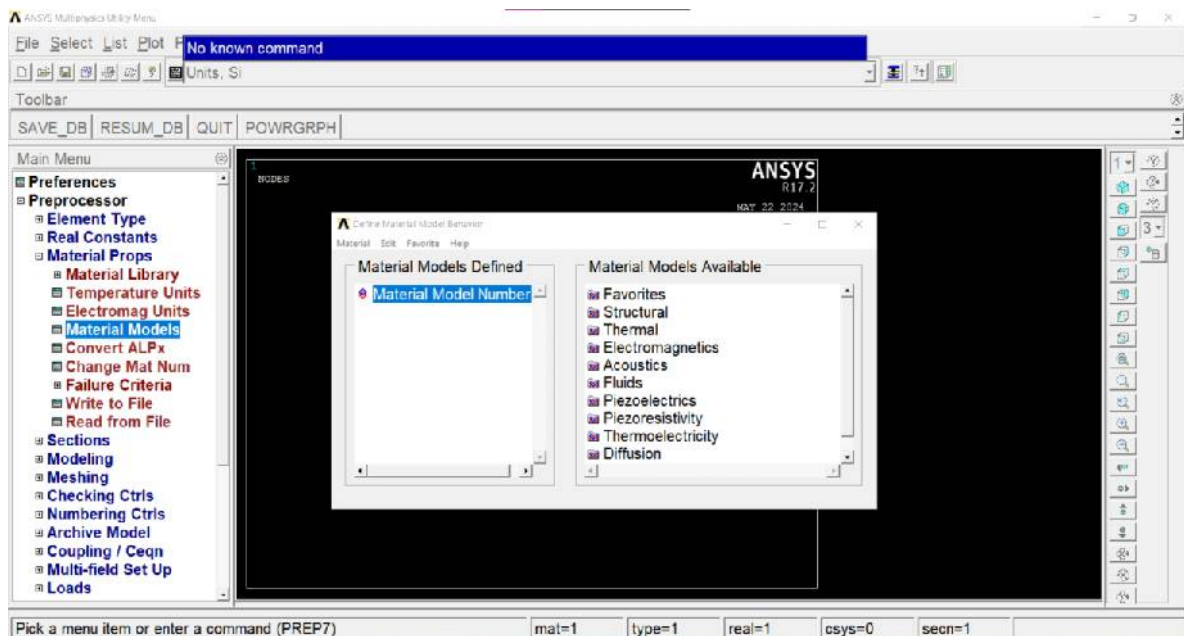 ANSYS Multiphysics Utility Menu
File Select List Plot
No known command
Units, Si
Toolbar
SAVE_DB RESUM_DB QUIT POWRGRPH
Main Menu
Preferences
Preprocessor
Element Type
Real Constants
Material Props
Material Library
Temperature Units
Electromag Units
Material Models
Convert ALPx
Change Mat Num
Failure Criteria
Write to File
Read from File
Sections
Modeling
Meshing
Checking Ctrls
Numbering Ctrls
Archive Model
Coupling / Ceqn
Multi-field Set Up
Loads
1
NODES
ANSYS
R17.2
MAY 22 2024
Define Material Model Behavior
Material Edit Favorite Help
Material Models Defined
Material Model Number
Material Models Available
Favorites
Structural
Thermal
Electromagnetics
Acoustics
Fluids
Piezoelectrics
Piezoresistivity
Thermoelectricity
Diffusion
1
3
Pick a menu item or enter a command (PREP7) mat=1 type=1 real=1 csys=0 secn=1